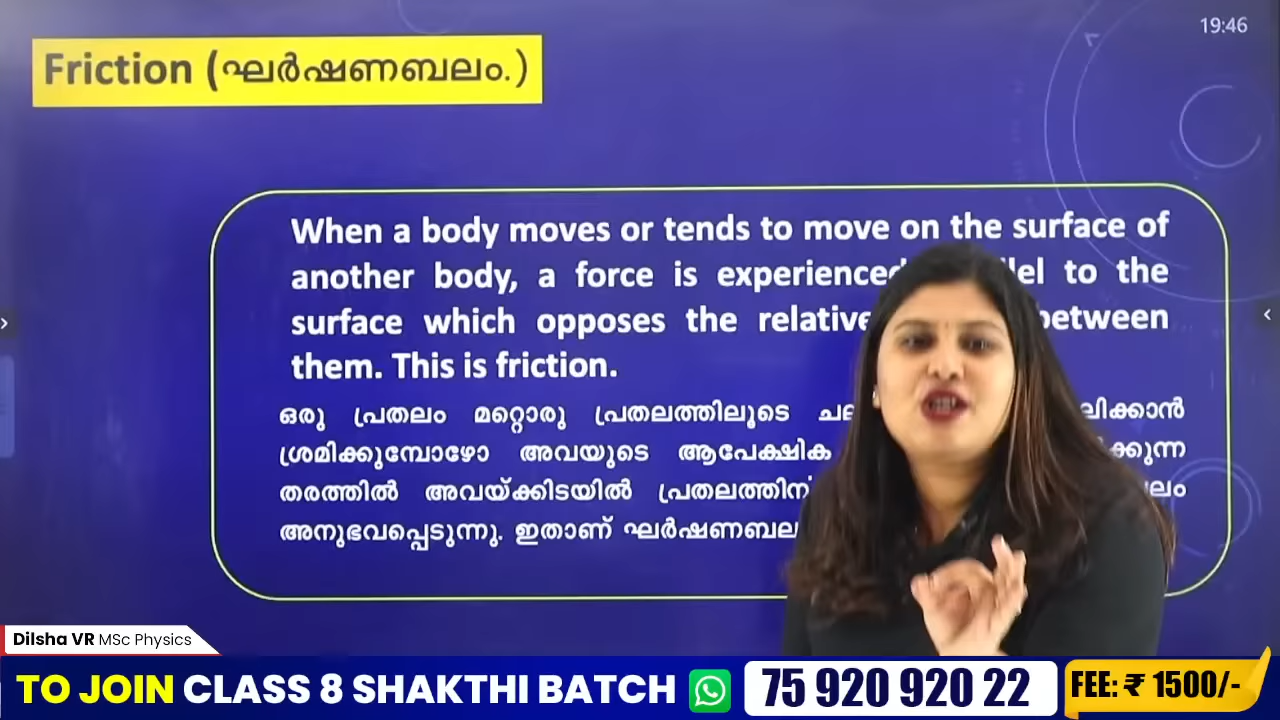 19:46
Friction (ഘർഷണബലം.)
When a body moves or tends to move on the surface of
another body, a force is experienced to the
surface which opposes the relative between
them. This is friction.
ഒരു പ്രതലം മറ്റൊരു പ്രതലത്തിലൂടെ
ശ്രമിക്കുമ്പോഴോ അവയുടെ ആപേക്ഷിക
തരത്തിൽ അവയ്ക്കിടയിൽ
അനുഭവപ്പെടുന്നു. ഇതാണ്
Dilsha VR MSc Physics
TO JOIN CLASS 8 SHAKTHI BATCH 75 920 920 22 FEE: ₹ 1500/-